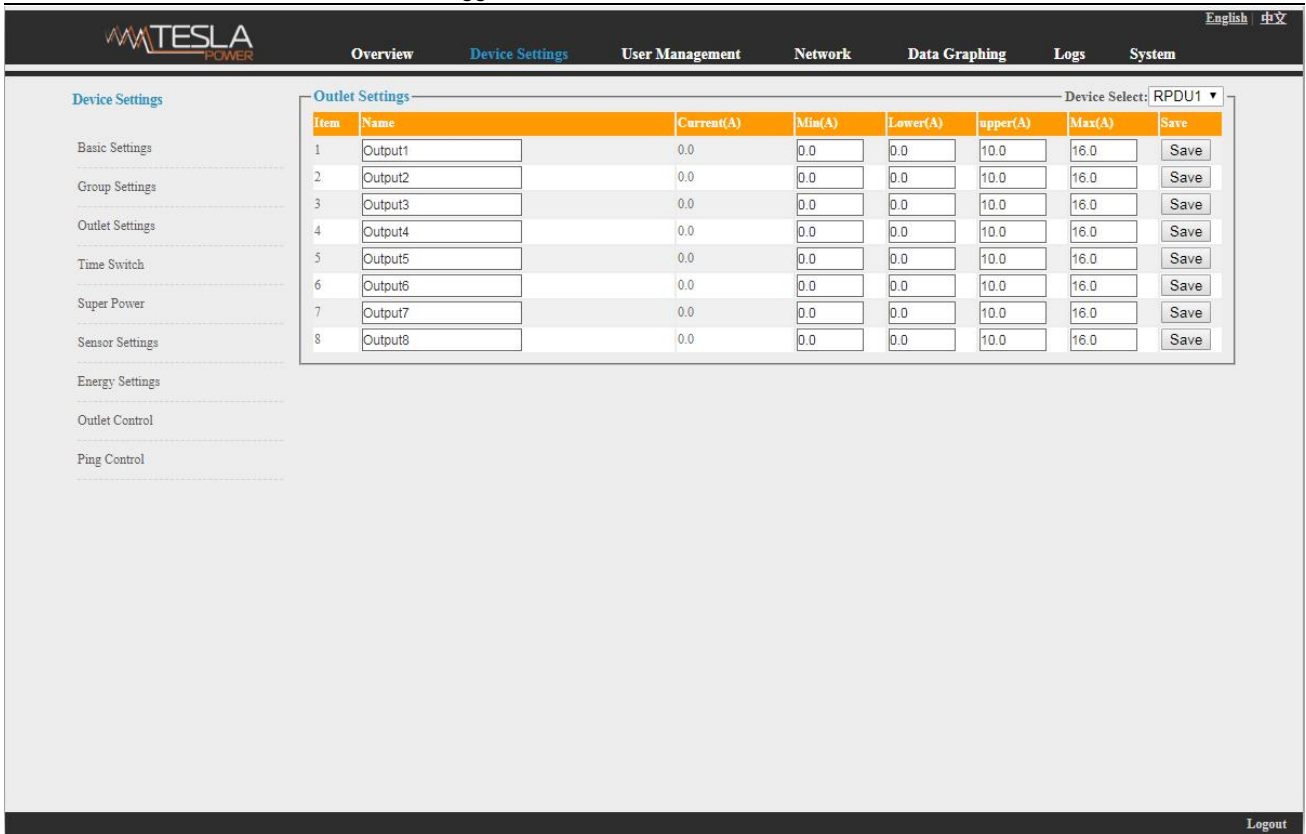 gg
English 中文
TESLA
POWER
Overview Device Settings User Management Network Data Graphing Logs System
Device Settings
Outlet Settings Device Select: RPDU1
Item Name Current(A) Min(A) Lower(A) upper(A) Max(A) Save
Basic Settings
1 Output1 0.0 0.0 0.0 10.0 16.0 Save
2 Output2 0.0 0.0 0.0 10.0 16.0 Save
Group Settings
3 Output3 0.0 0.0 0.0 10.0 16.0 Save
Outlet Settings
4 Output4 0.0 0.0 0.0 10.0 16.0 Save
5 Output5 0.0 0.0 0.0 10.0 16.0 Save
Time Switch
6 Output6 0.0 0.0 0.0 10.0 16.0 Save
Super Power
7 Output7 0.0 0.0 0.0 10.0 16.0 Save
8 Output8 0.0 0.0 0.0 10.0 16.0 Save
Sensor Settings
Energy Settings
Outlet Control
Ping Control
Logout